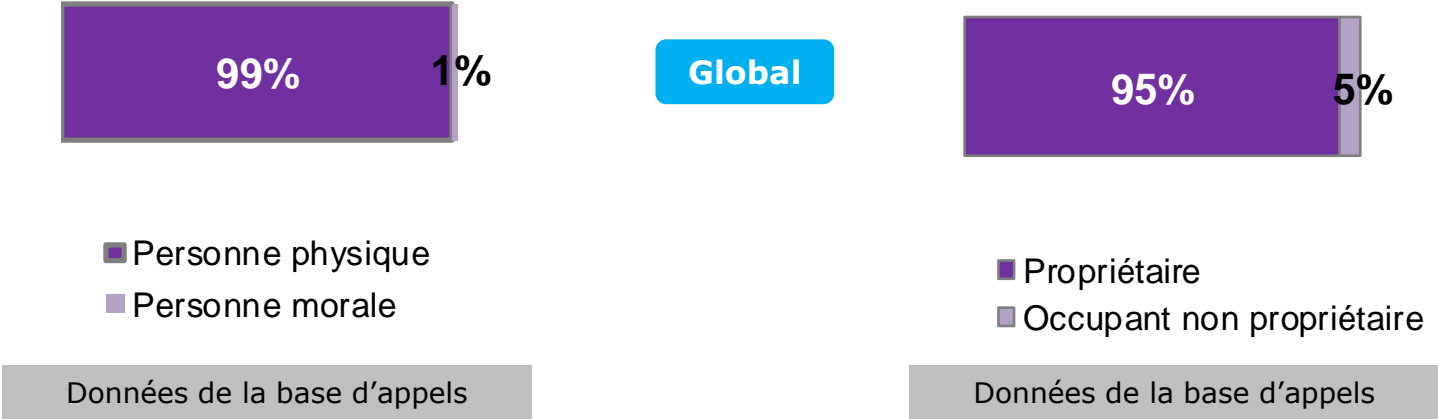 99%
1%
Global
95%
5%
Personne physique
Personne morale
Propriétaire
Occupant non propriétaire
Données de la base d’appels
Données de la base d’appels